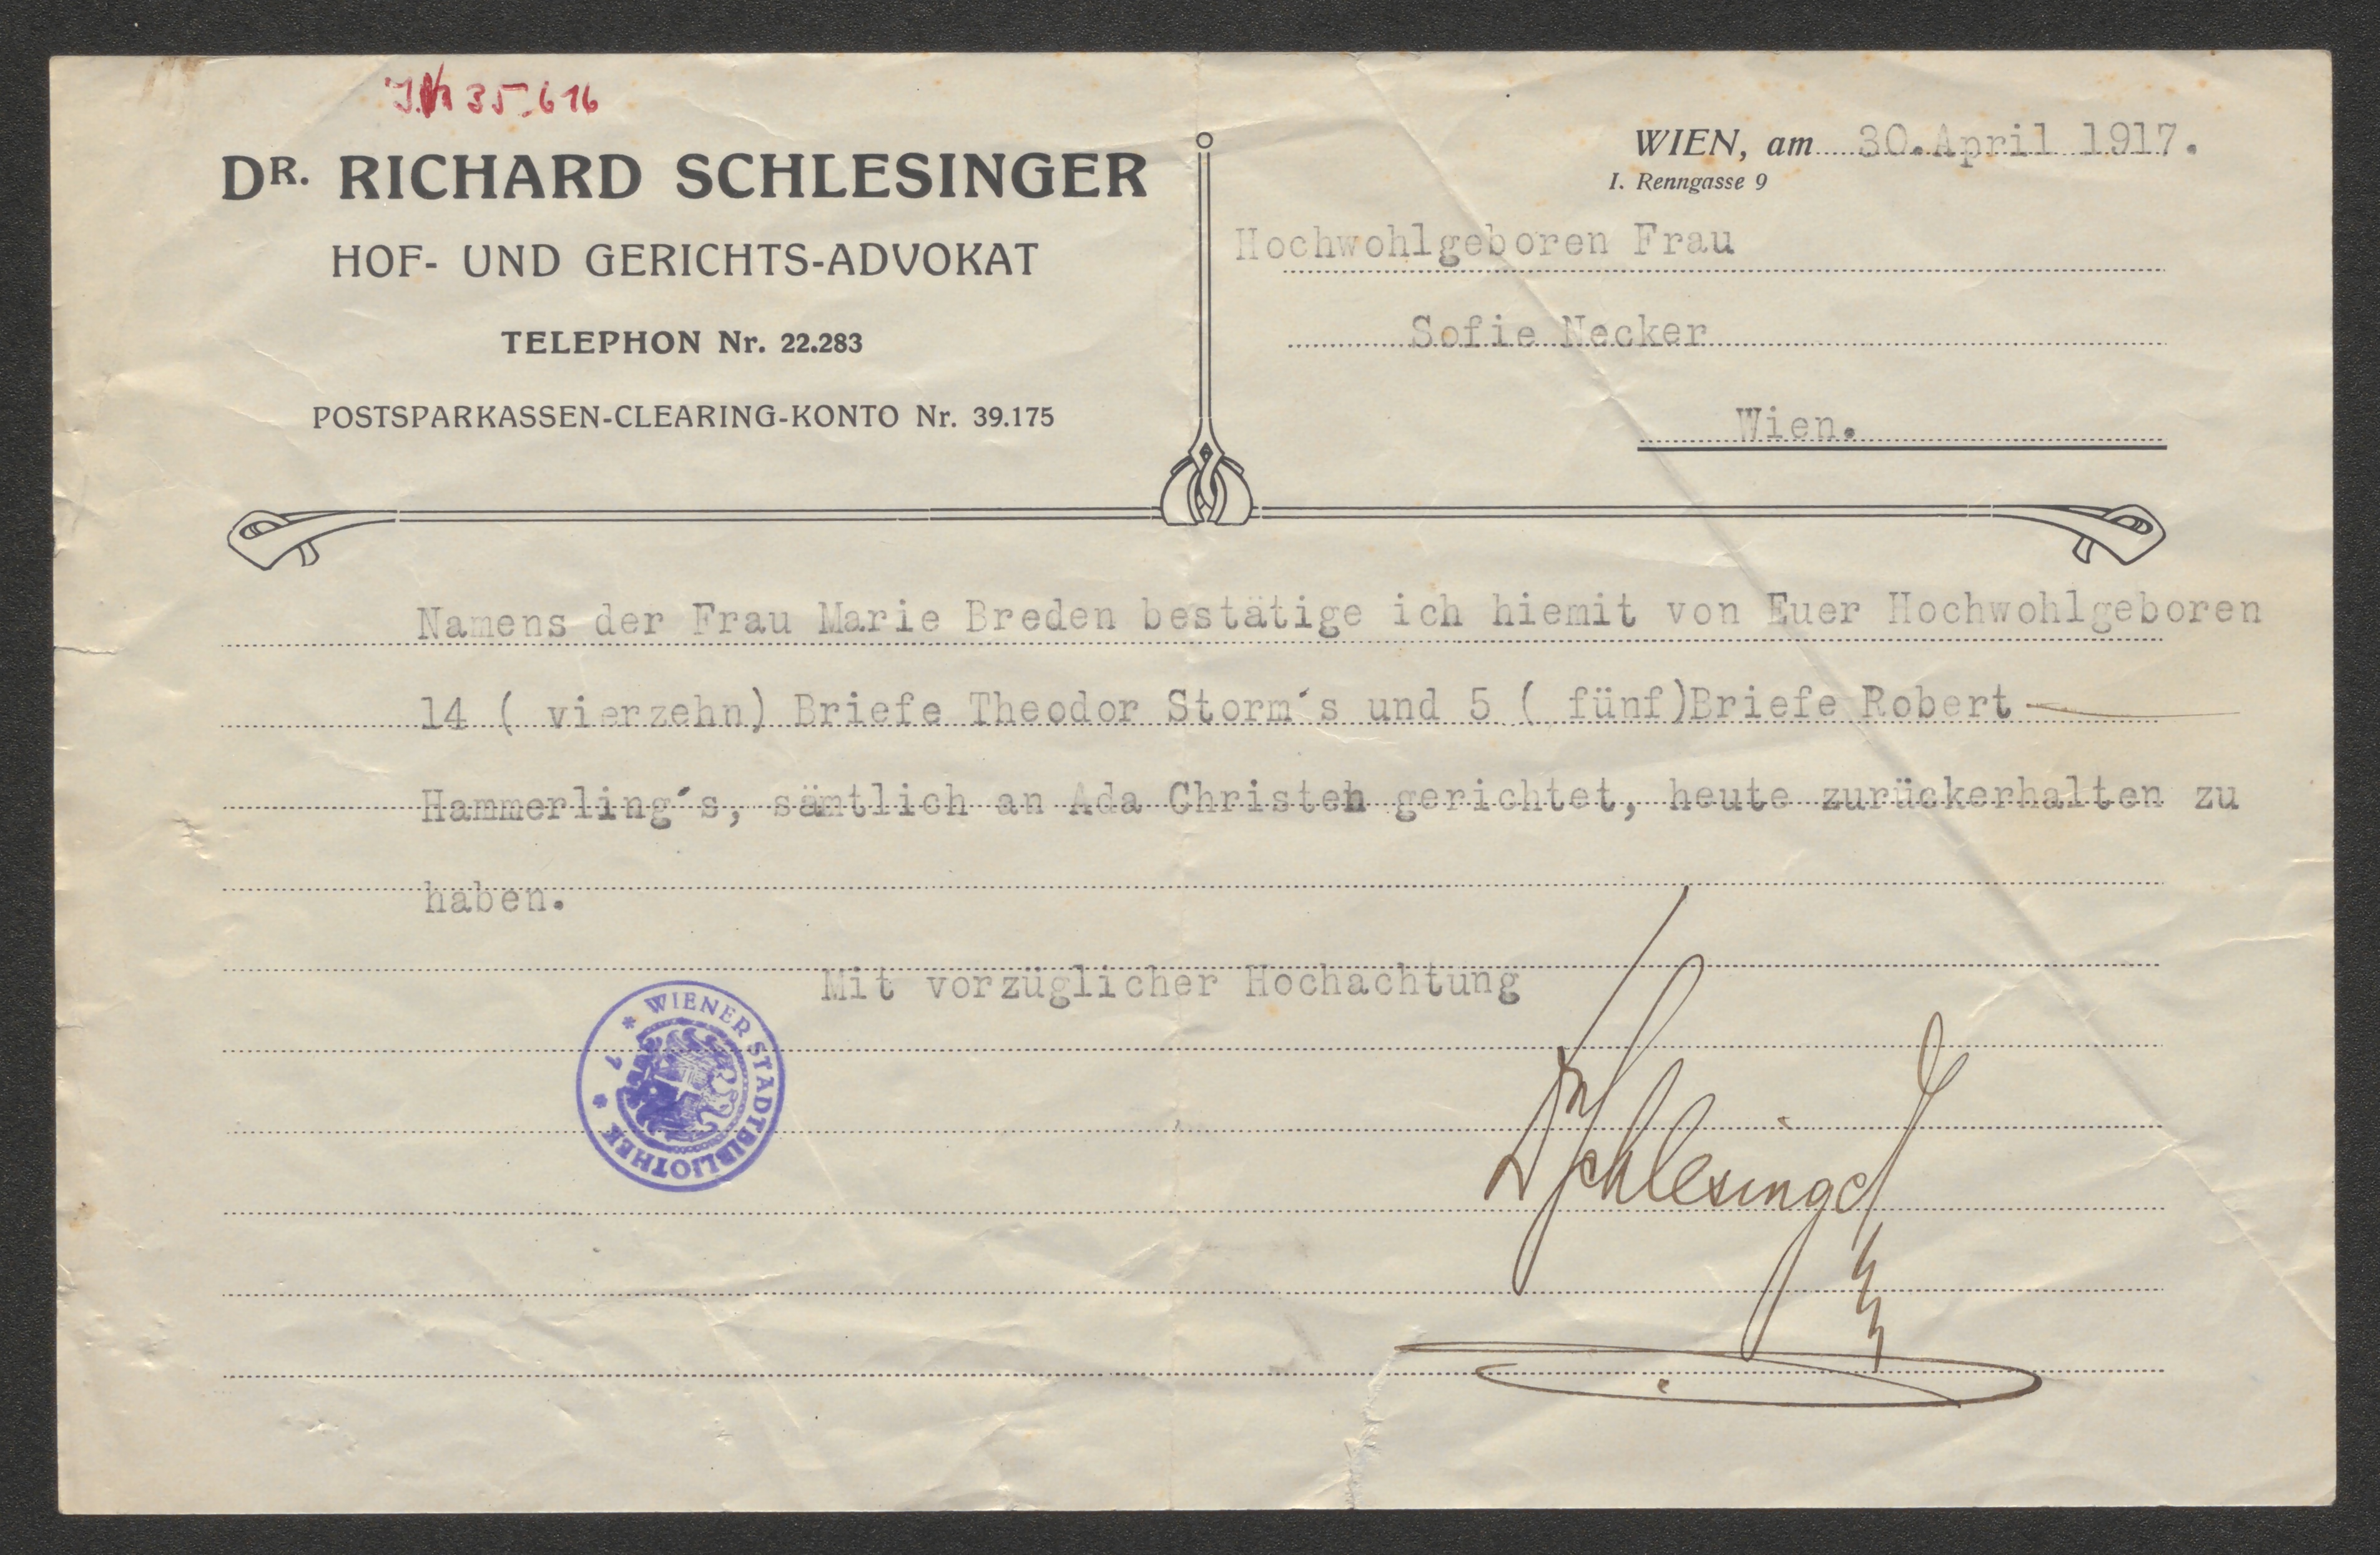 J.N 35.616
DR. RICHARD SCHLESINGER
HOF- UND GERICHTS-ADVOKAT
TELEPHON Nr. 22.283
POSTSPARKASSEN-CLEARING-KONTO Nr. 39.175
WIEN, am 30.April 1917.
I. Renngasse 9
Hochwohlgeboren Frau
Sofie Necker
Wien.
Namens der Frau Marie Breden bestätige ich hiemit von Euer Hochwohlgeboren
14 ( vierzehn) Briefe Theodor Storm´s und 5 ( fünf)Briefe Robert
Hammerling´s, sämtlich an Ada Christen gerichtet, heute zurückerhalten zu
haben.
Mit vorzüglicher Hochachtung
* WIENER STADTBIBLIOTHEK * 7
DrSchlesinger